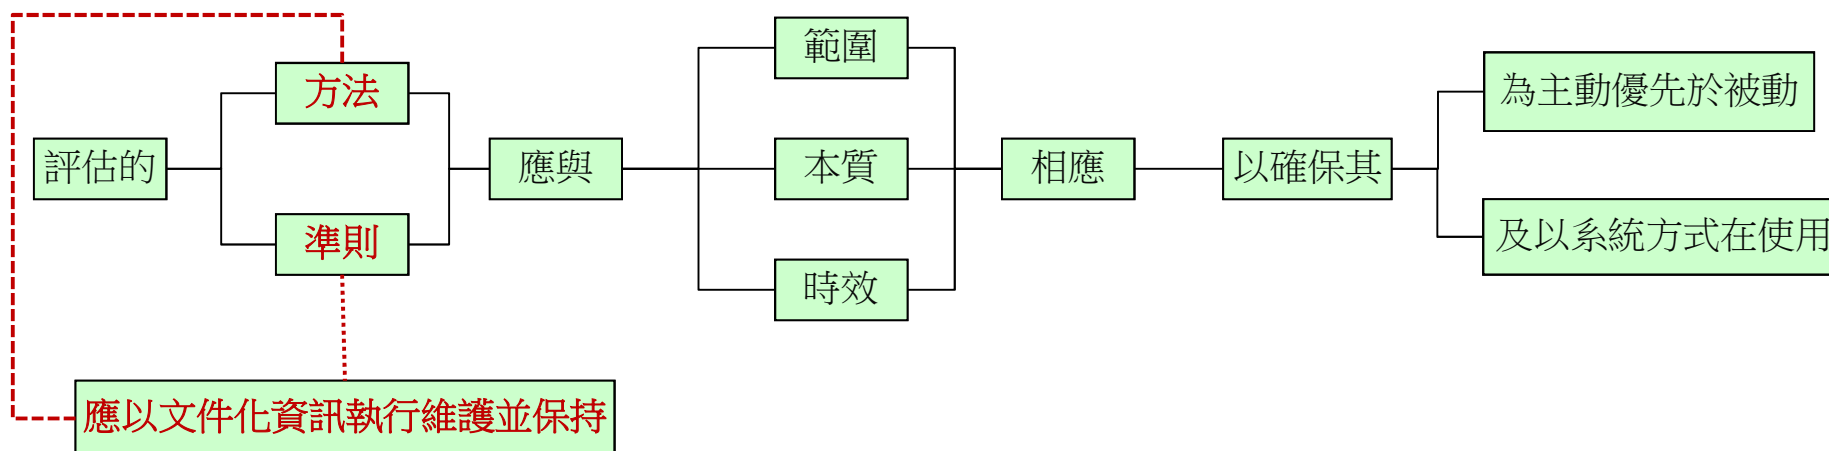 評估的
方法
準則
應與
範圍
本質
時效
相應
以確保其
為主動優先於被動
及以系統方式在使用
應以文件化資訊執行維護並保持